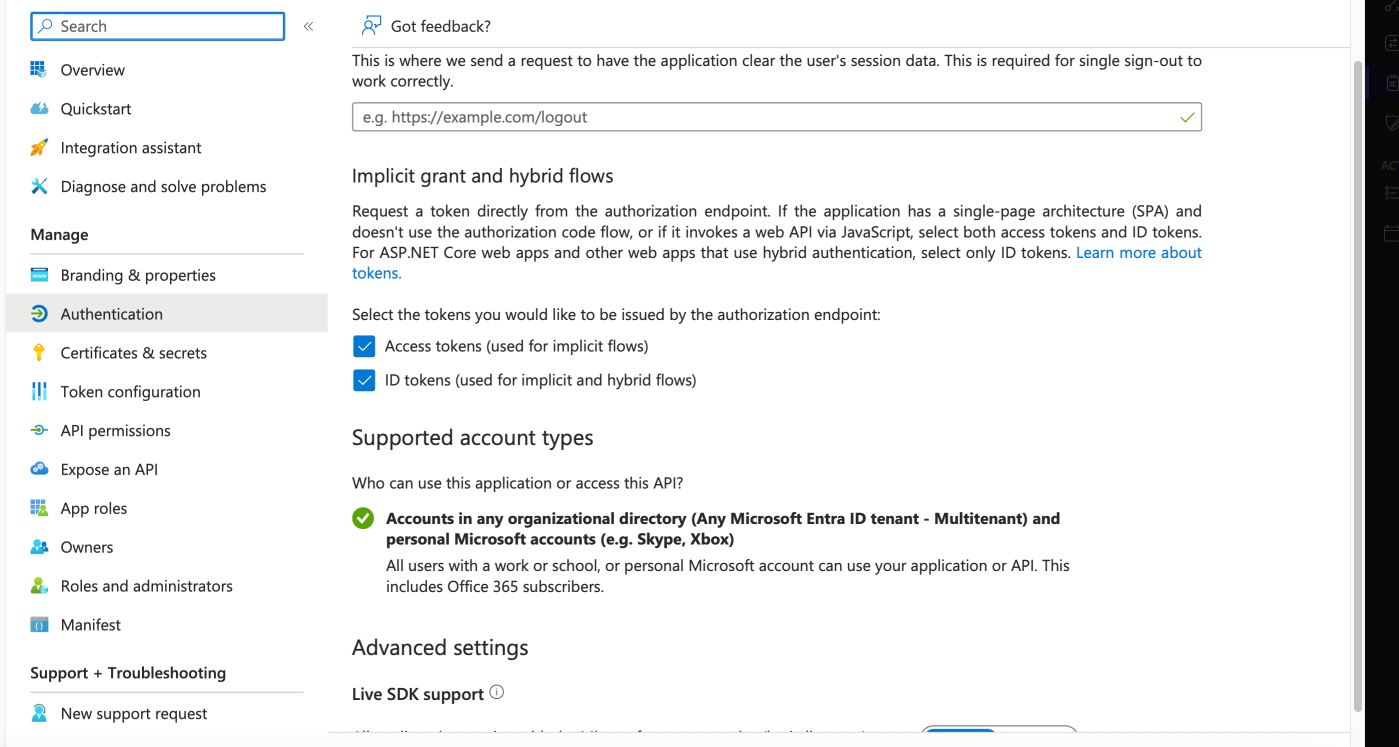 Search
«
Overview
Quickstart
Integration assistant
Diagnose and solve problems
Manage
Branding & properties
Authentication
Certificates & secrets
Token configuration
API permissions
Expose an API
App roles
Owners
Roles and administrators
Manifest
Support + Troubleshooting
New support request
Got feedback?
This is where we send a request to have the application clear the user's session data. This is required for single sign-out to
work correctly.
e.g. https://example.com/logout
Implicit grant and hybrid flows
Request a token directly from the authorization endpoint. If the application has a single-page architecture (SPA) and
doesn't use the authorization code flow, or if it invokes a web API via JavaScript, select both access tokens and ID tokens.
For ASP.NET Core web apps and other web apps that use hybrid authentication, select only ID tokens. Learn more about
tokens.
Select the tokens you would like to be issued by the authorization endpoint:
Access tokens (used for implicit flows)
ID tokens (used for implicit and hybrid flows)
Supported account types
Who can use this application or access this API?
Accounts in any organizational directory (Any Microsoft Entra ID tenant - Multitenant) and
personal Microsoft accounts (e.g. Skype, Xbox)
All users with a work or school, or personal Microsoft account can use your application or API. This
includes Office 365 subscribers.
Advanced settings
Live SDK support